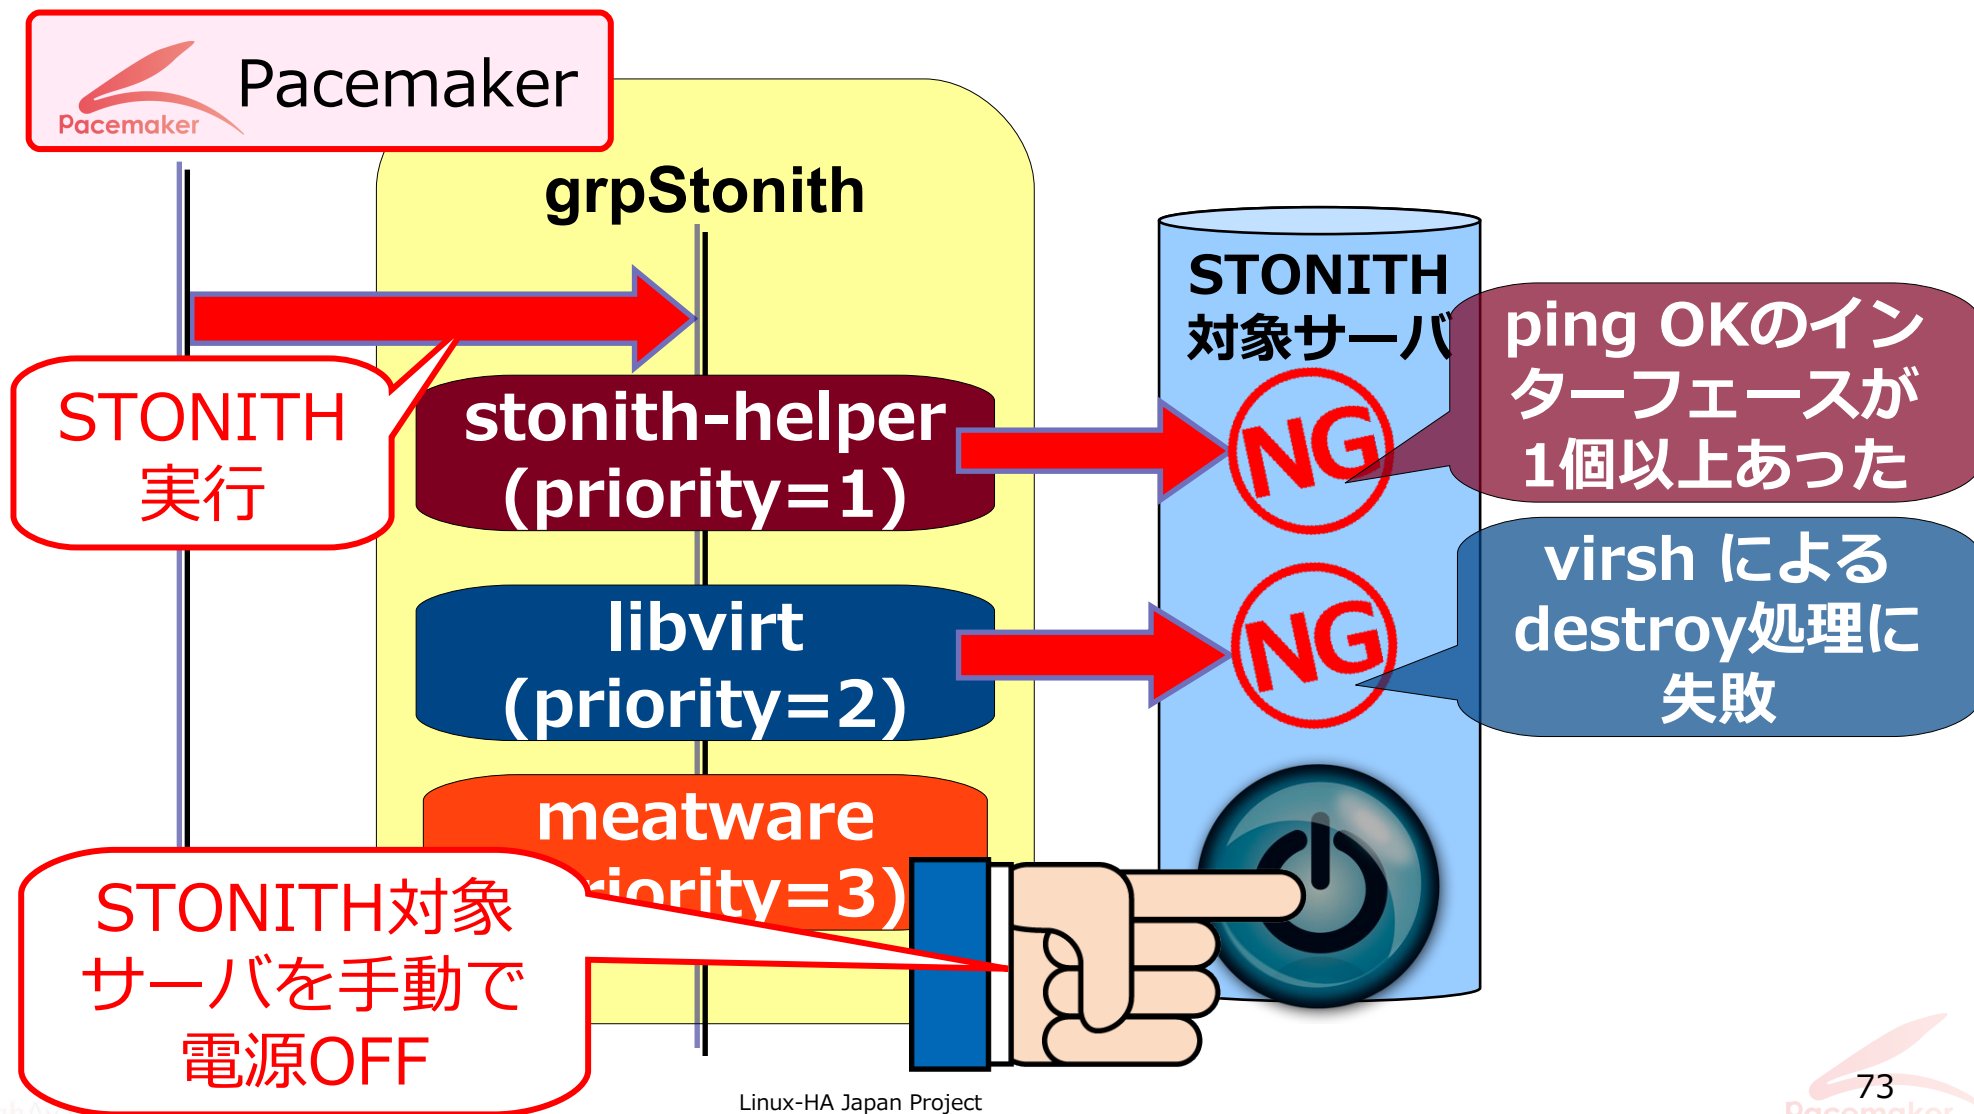 Pacemaker
Pacemaker
grpStonith
STONITH
対象サーバ
STONITH
実行
stonith-helper
(priority=1)
NG
ping OKのイン
ターフェースが
1個以上あった
libvirt
(priority=2)
NG
virsh による
destroy処理に
失敗
meatware
riority=3)
STONITH対象
サーバを手動で
電源OFF
Linux-HA Japan Project
73
Pacemaker